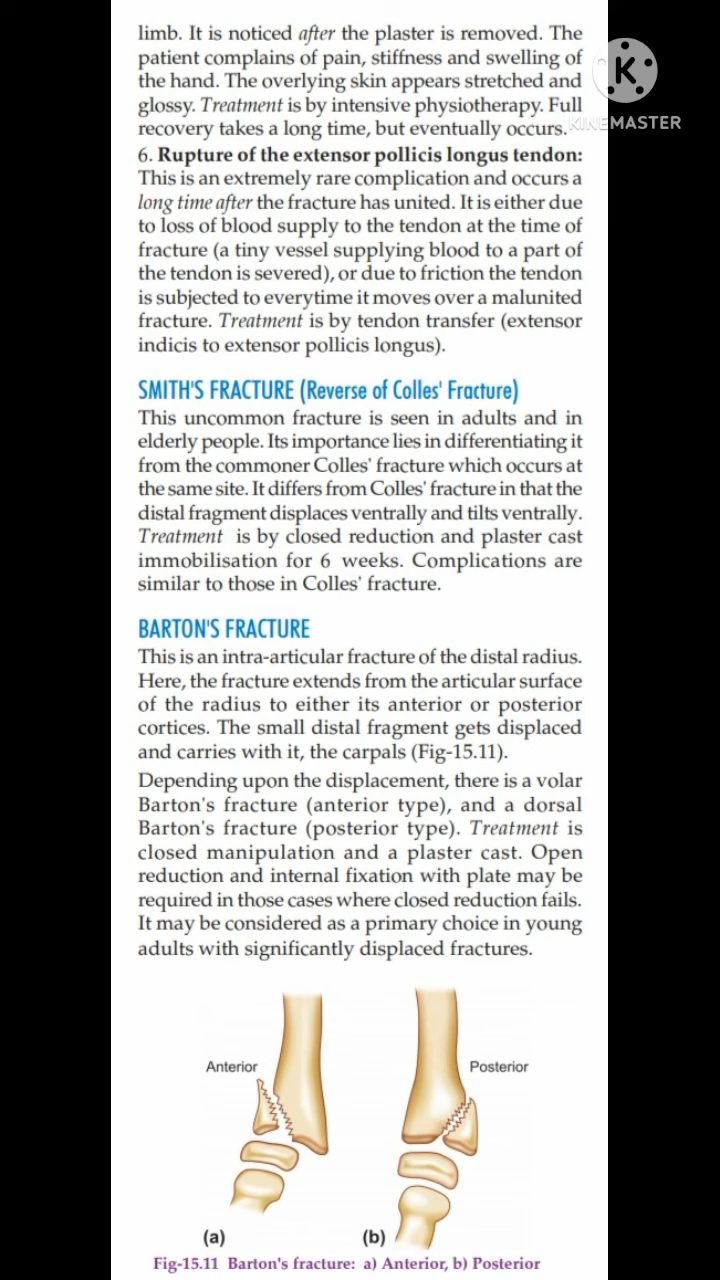 limb. It is noticed after the plaster is removed. The
patient complains of pain, stiffness and swelling of
the hand. The overlying skin appears stretched and
glossy. Treatment is by intensive physiotherapy. Full
recovery takes a long time, but eventually occurs.
K
KINEMASTER
6. Rupture of the extensor pollicis longus tendon:
This is an extremely rare complication and occurs a
long time after the fracture has united. It is either due
to loss of blood supply to the tendon at the time of
fracture (a tiny vessel supplying blood to a part of
the tendon is severed), or due to friction the tendon
is subjected to everytime it moves over a malunited
fracture. Treatment is by tendon transfer (extensor
indicis to extensor pollicis longus).
SMITH'S FRACTURE (Reverse of Colles' Fracture)
This uncommon fracture is seen in adults and in
elderly people. Its importance lies in differentiating it
from the commoner Colles' fracture which occurs at
the same site. It differs from Colles' fracture in that the
distal fragment displaces ventrally and tilts ventrally.
Treatment is by closed reduction and plaster cast
immobilisation for 6 weeks. Complications are
similar to those in Colles' fracture.
BARTON'S FRACTURE
This is an intra-articular fracture of the distal radius.
Here, the fracture extends from the articular surface
of the radius to either its anterior or posterior
cortices. The small distal fragment gets displaced
and carries with it, the carpals (Fig-15.11).
Depending upon the displacement, there is a volar
Barton's fracture (anterior type), and a dorsal
Barton's fracture (posterior type). Treatment is
closed manipulation and a plaster cast. Open
reduction and internal fixation with plate may be
required in those cases where closed reduction fails.
It may be considered as a primary choice in young
adults with significantly displaced fractures.
Anterior
Posterior
(a)
(b)
Fig-15.11 Barton's fracture: a) Anterior, b) Posterior